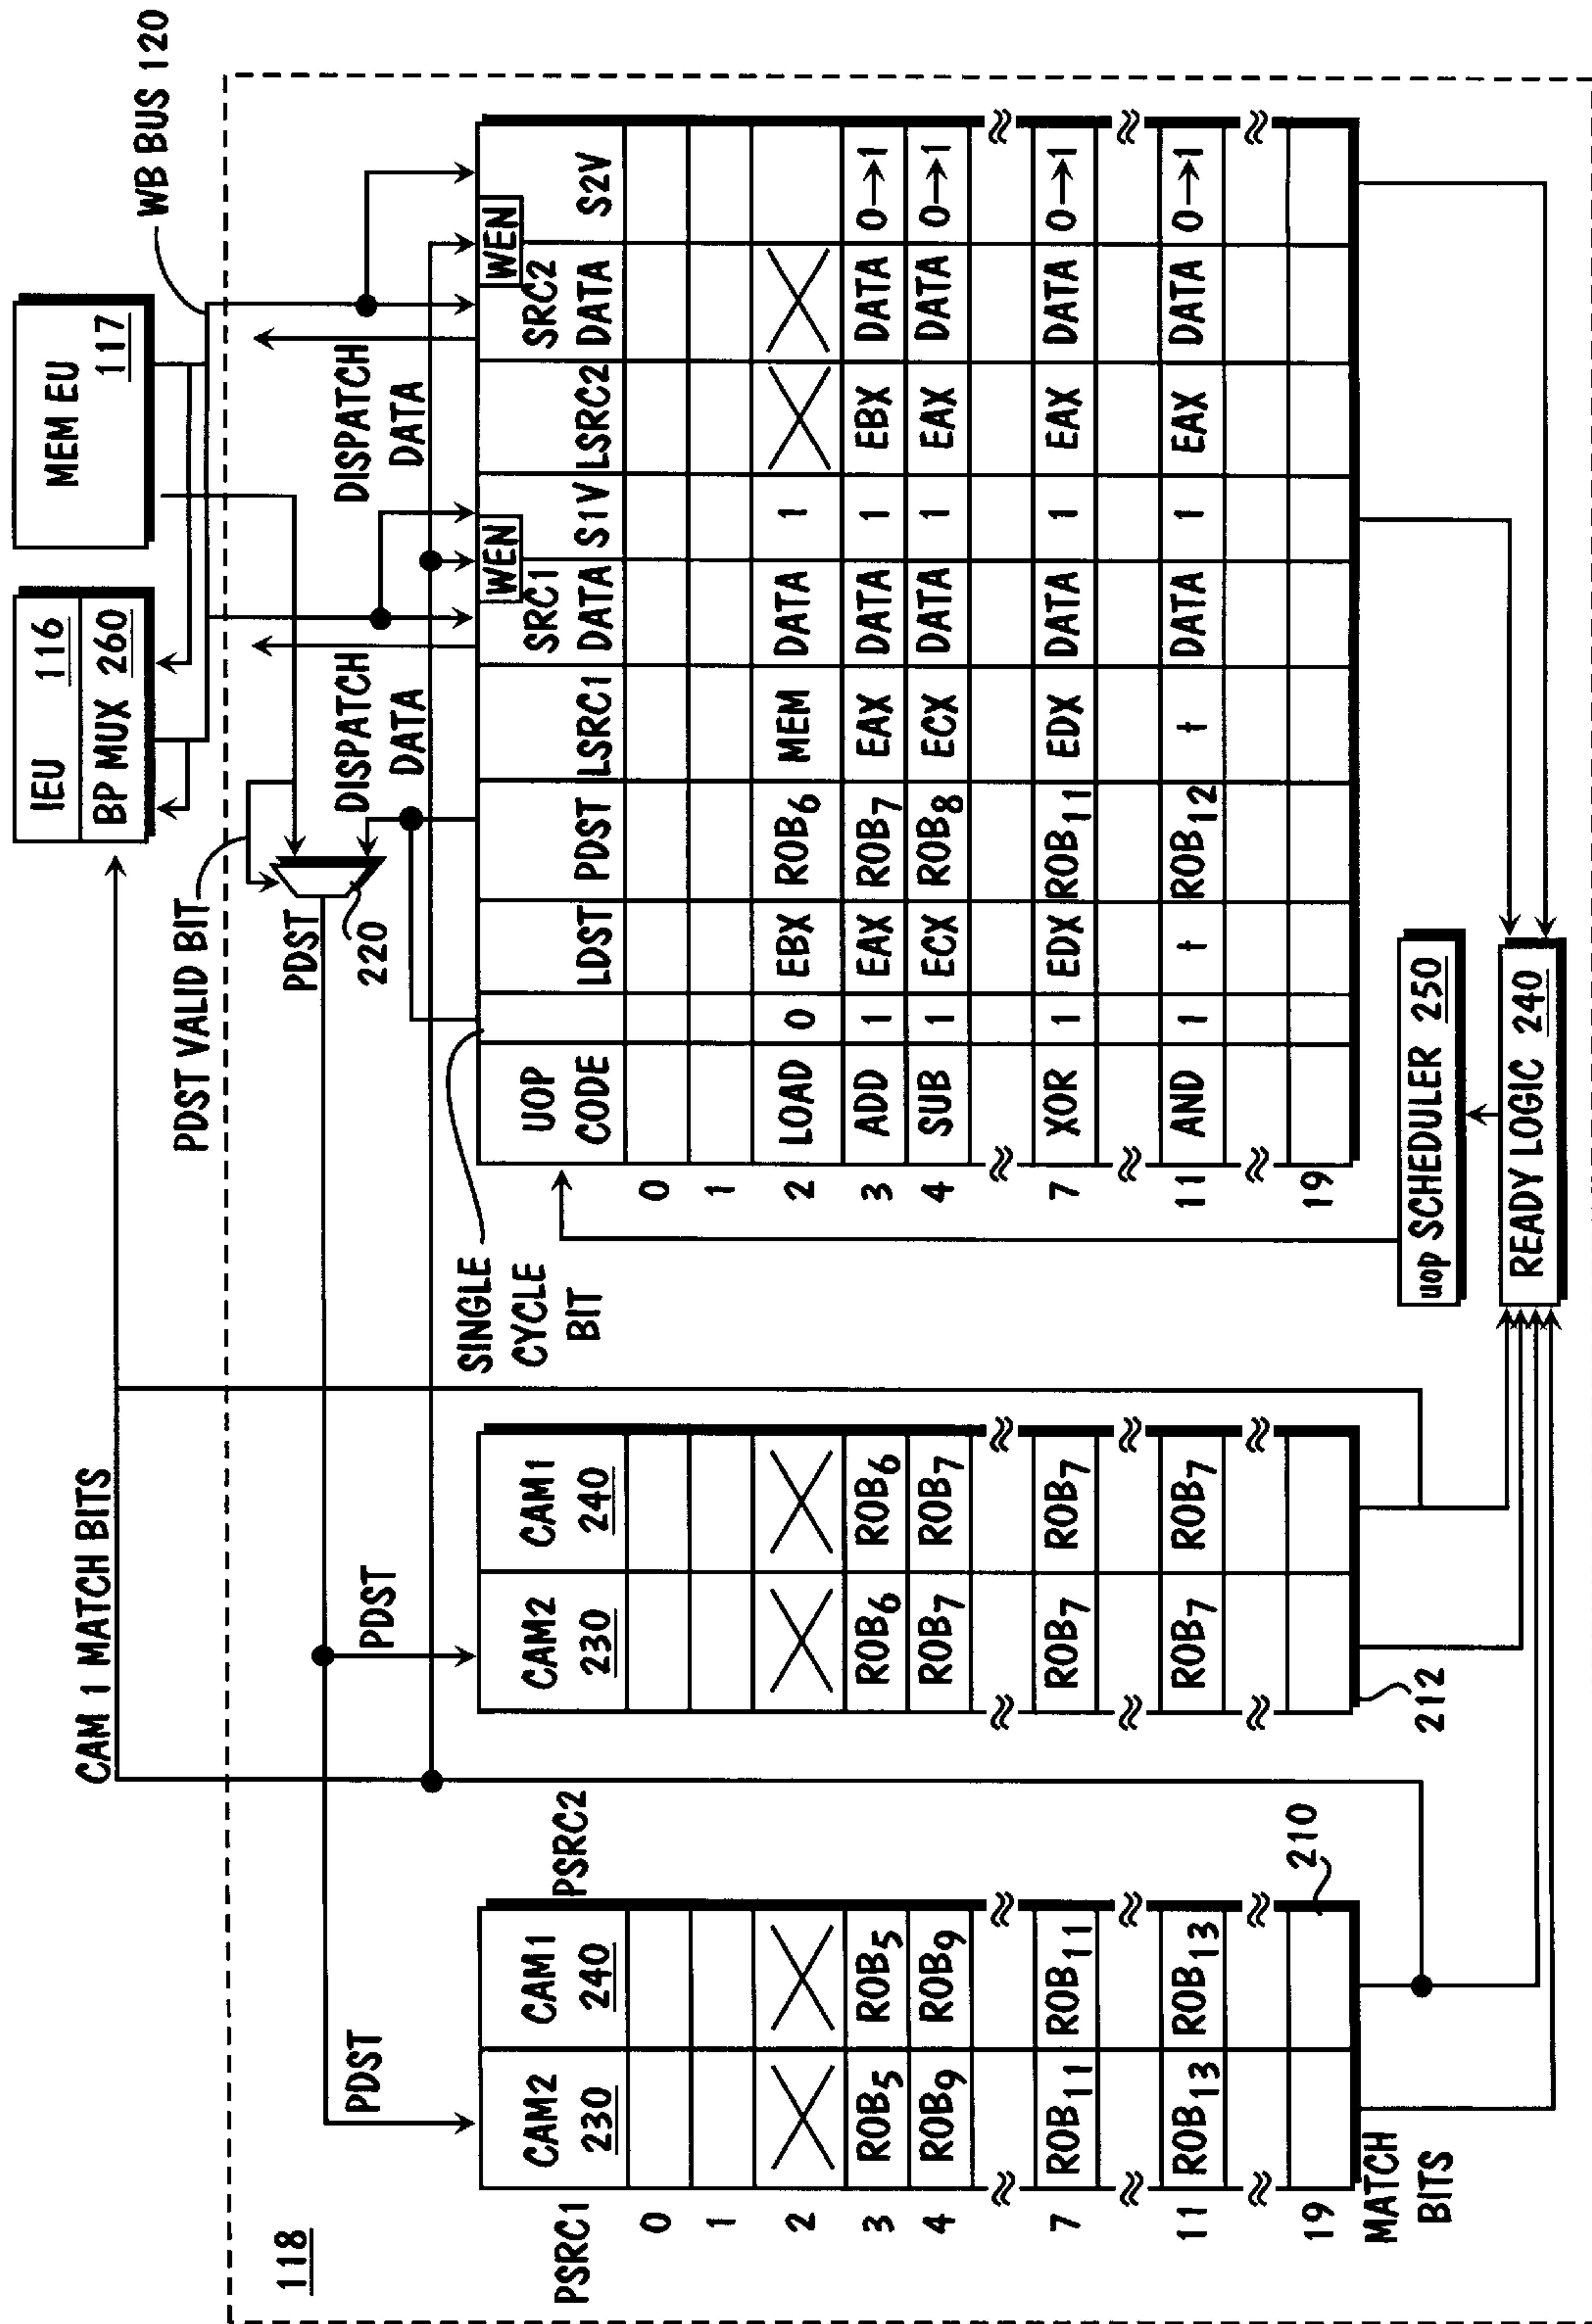 WB BUS 120
MEM EU
117
IEU 116
BP MUX 260
CAM 1 MATCH BITS
PDST VALID BIT
118
PDST
220
DISPATCH
DATA
DISPATCH
DATA
PDST
PDST
SINGLE
CYCLE
BIT
PSRC1
CAM2 CAM1
230 240
0
1
2
3 ROB5 ROB5
4 ROB9 ROB9
7 ROB11 ROB11
11 ROB13 ROB13
19
MATCH
BITS
210
PSRC2
CAM2 CAM1
230 240
ROB6 ROB6
ROB7 ROB7
ROB7 ROB7
ROB7 ROB7
212
WEN WEN
UOP SRC1 SRC2
CODE LDST PDST LSRC1 DATA S1V LSRC2 DATA S2V
0
1
2 LOAD 0 EBX ROB6 MEM DATA 1
3 ADD 1 EAX ROB7 EAX DATA 1 EBX DATA 0→1
4 SUB 1 ECX ROB8 ECX DATA 1 EAX DATA 0→1
7 XOR 1 EDX ROB11 EDX DATA 1 EAX DATA 0→1
11 AND 1 † ROB12 † DATA 1 EAX DATA 0→1
19
uop SCHEDULER 250
READY LOGIC 240